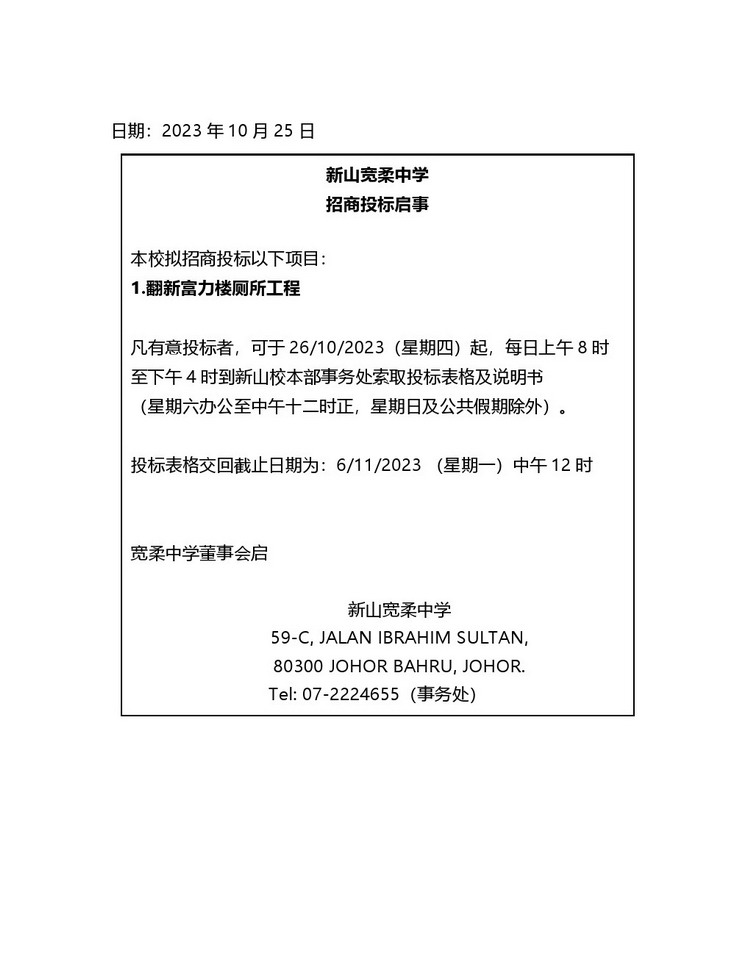 日期：2023 年 10 月 25 日
新山宽柔中学
招商投标启事
本校拟招商投标以下项目：
1.翻新富力楼厕所工程
凡有意投标者，可于 26/10/2023（星期四）起，每日上午 8 时
至下午 4 时到新山校本部事务处索取投标表格及说明书
（星期六办公至中午十二时正，星期日及公共假期除外）。
投标表格交回截止日期为：6/11/2023 （星期一）中午 12 时
宽柔中学董事会启
新山宽柔中学
59-C, JALAN IBRAHIM SULTAN,
80300 JOHOR BAHRU, JOHOR.
Tel: 07-2224655（事务处）